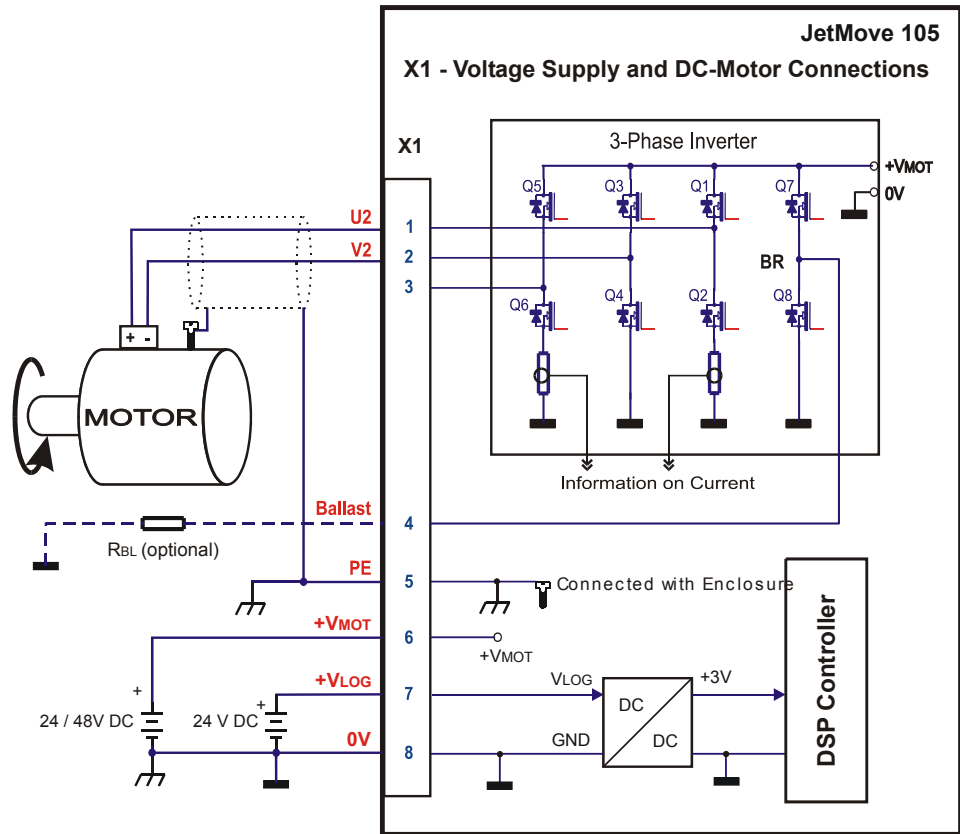 JetMove 105
X1 - Voltage Supply and DC-Motor Connections
X1
3-Phase Inverter
+VMOT
0V
Q5
Q3
Q1
Q7
U2
1
V2
2
BR
3
Q6
Q4
Q2
Q8
+ -
MOTOR
Information on Current
Ballast
4
RBL (optional)
PE
5
Connected with Enclosure
+VMOT
6
+VMOT
+VLOG
7
VLOG
+3V
+
24 / 48V DC
+
24 V DC
DC
DC
0V
8
GND
DSP Controller